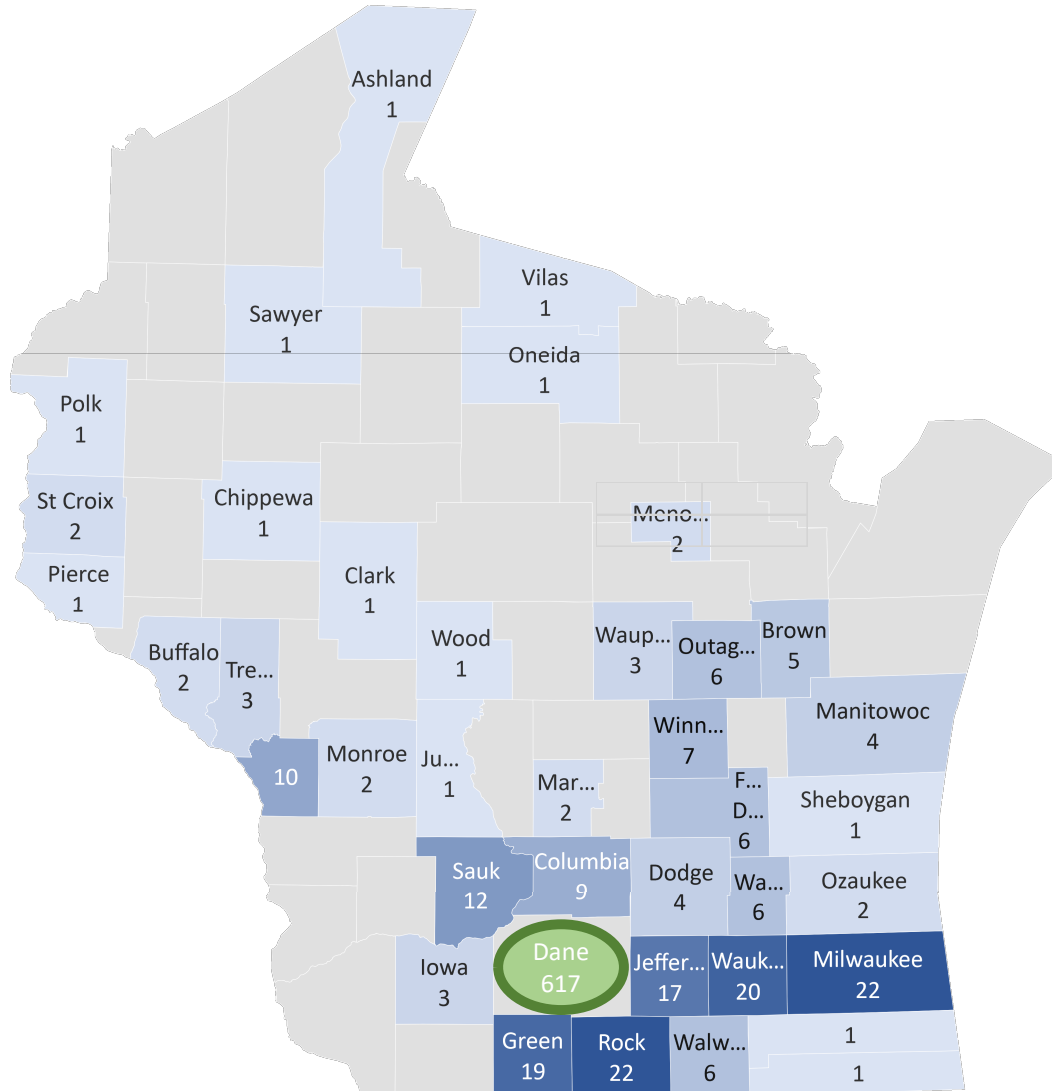 Ashland
1
Vilas
1
Sawyer
1
Oneida
1
Polk
1
St Croix
2
Chippewa
1
Meno...
2
Pierce
1
Clark
1
Wood
1
Waup...
3
Outag...
6
Brown
5
Buffalo
2
Tre...
3
Manitowoc
4
Winn...
7
10
Monroe
2
Ju...
1
Mar...
2
F...
D...
6
Sheboygan
1
Sauk
12
Columbia
9
Dodge
4
Wa...
6
Ozaukee
2
Iowa
3
Dane
617
Jeffer...
17
Wauk...
20
Milwaukee
22
Green
19
Rock
22
Walw...
6
1
1